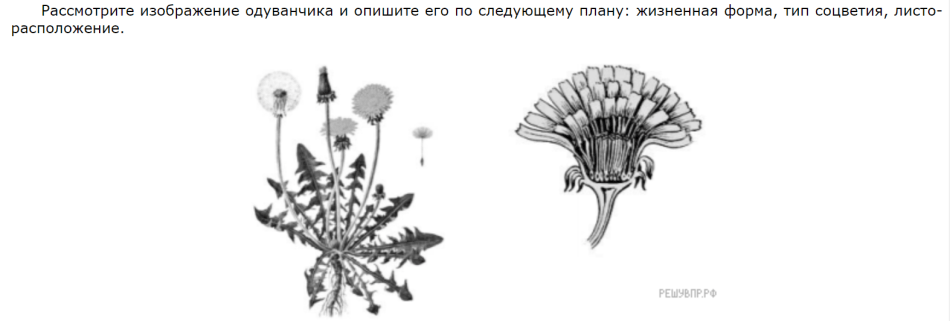 Рассмотрите изображение одуванчика и опишите его по следующему плану: жизненная форма, тип соцветия, листо-
расположение.
РЕШУВПР.РФ